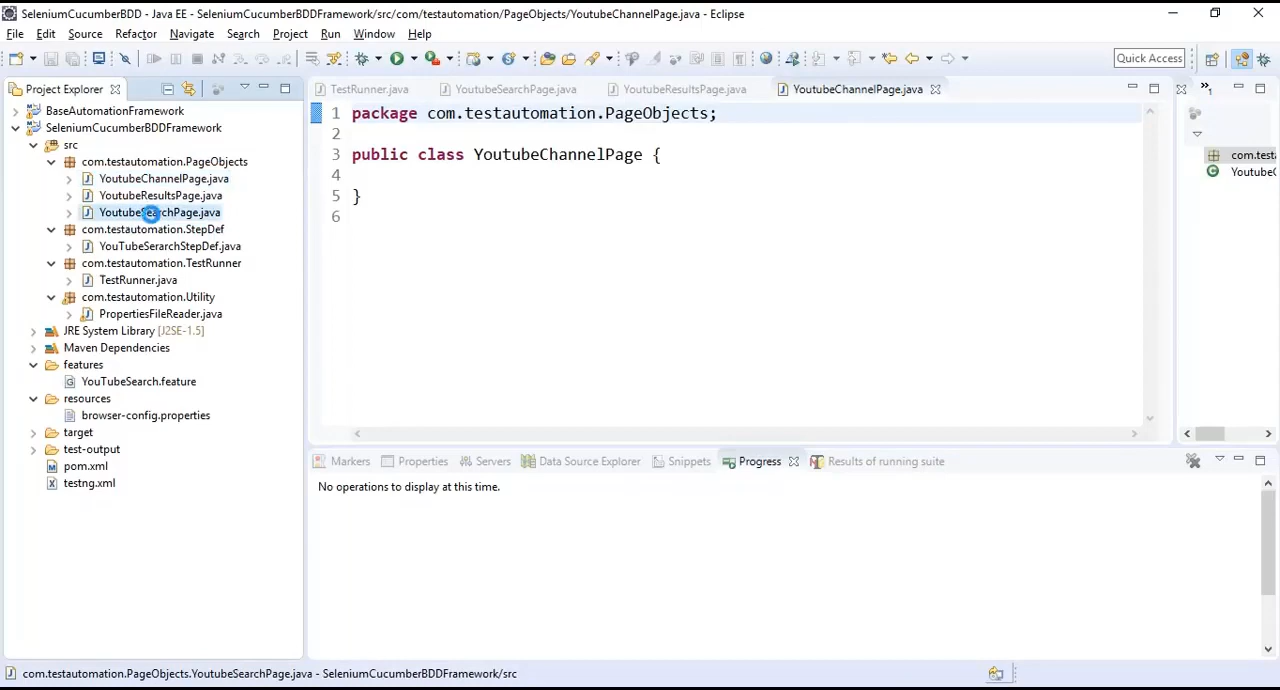 SeleniumCucumberBDD - Java EE - SeleniumCucumberBDDFramework/src/com/testautomation/PageObjects/YoutubeChannelPage.java - Eclipse
File Edit Source Refactor Navigate Search Project Run Window Help
Quick Access
Project Explorer
TestRunner.java YoutubeSearchPage.java YoutubeResultsPage.java YoutubeChannelPage.java
BaseAutomationFramework
SeleniumCucumberBDDFramework
src
com.testautomation.PageObjects
YoutubeChannelPage.java
YoutubeResultsPage.java
YoutubeSearchPage.java
com.testautomation.StepDef
YouTubeSerarchStepDef.java
com.testautomation.TestRunner
TestRunner.java
com.testautomation.Utility
PropertiesFileReader.java
JRE System Library [J2SE-1.5]
Maven Dependencies
features
YouTubeSearch.feature
resources
browser-config.properties
target
test-output
pom.xml
testng.xml
1 package com.testautomation.PageObjects;
2
3 public class YoutubeChannelPage {
4
5 }
6
com.testa
YoutubeC
Markers Properties Servers Data Source Explorer Snippets Progress Results of running suite
No operations to display at this time.
com.testautomation.PageObjects.YoutubeSearchPage.java - SeleniumCucumberBDDFramework/src